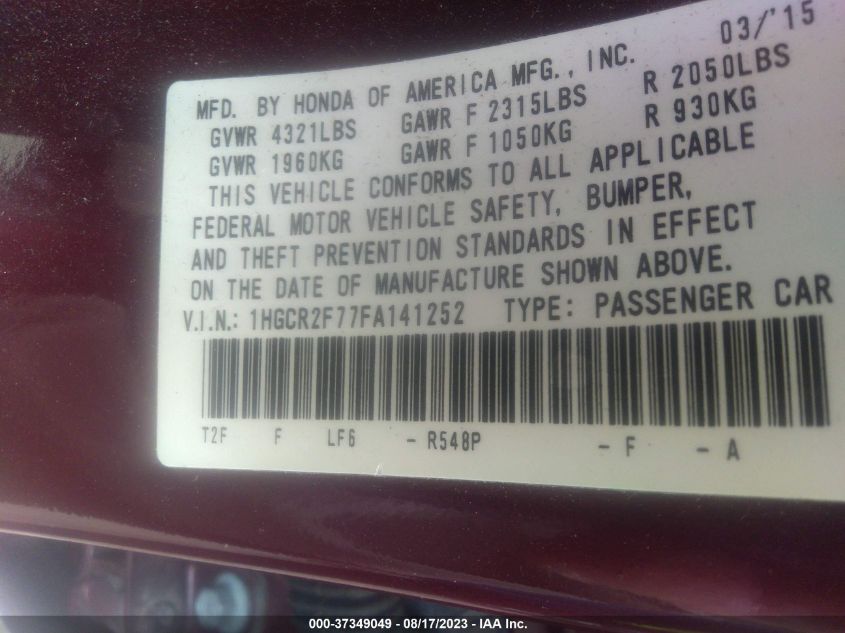 MFD. BY HONDA OF AMERICA MFG., INC. 03/'15
GVWR 4321LBS GAWR F 2315LBS R 2050LBS
GVWR 1960KG GAWR F 1050KG R 930KG
THIS VEHICLE CONFORMS TO ALL APPLICABLE
FEDERAL MOTOR VEHICLE SAFETY, BUMPER,
AND THEFT PREVENTION STANDARDS IN EFFECT
ON THE DATE OF MANUFACTURE SHOWN ABOVE.
V.I.N.: 1HGCR2F77FA141252 TYPE: PASSENGER CAR
T2F F LF6 - R548P - F - A
000-37349049 - 08/17/2023 - IAA Inc.